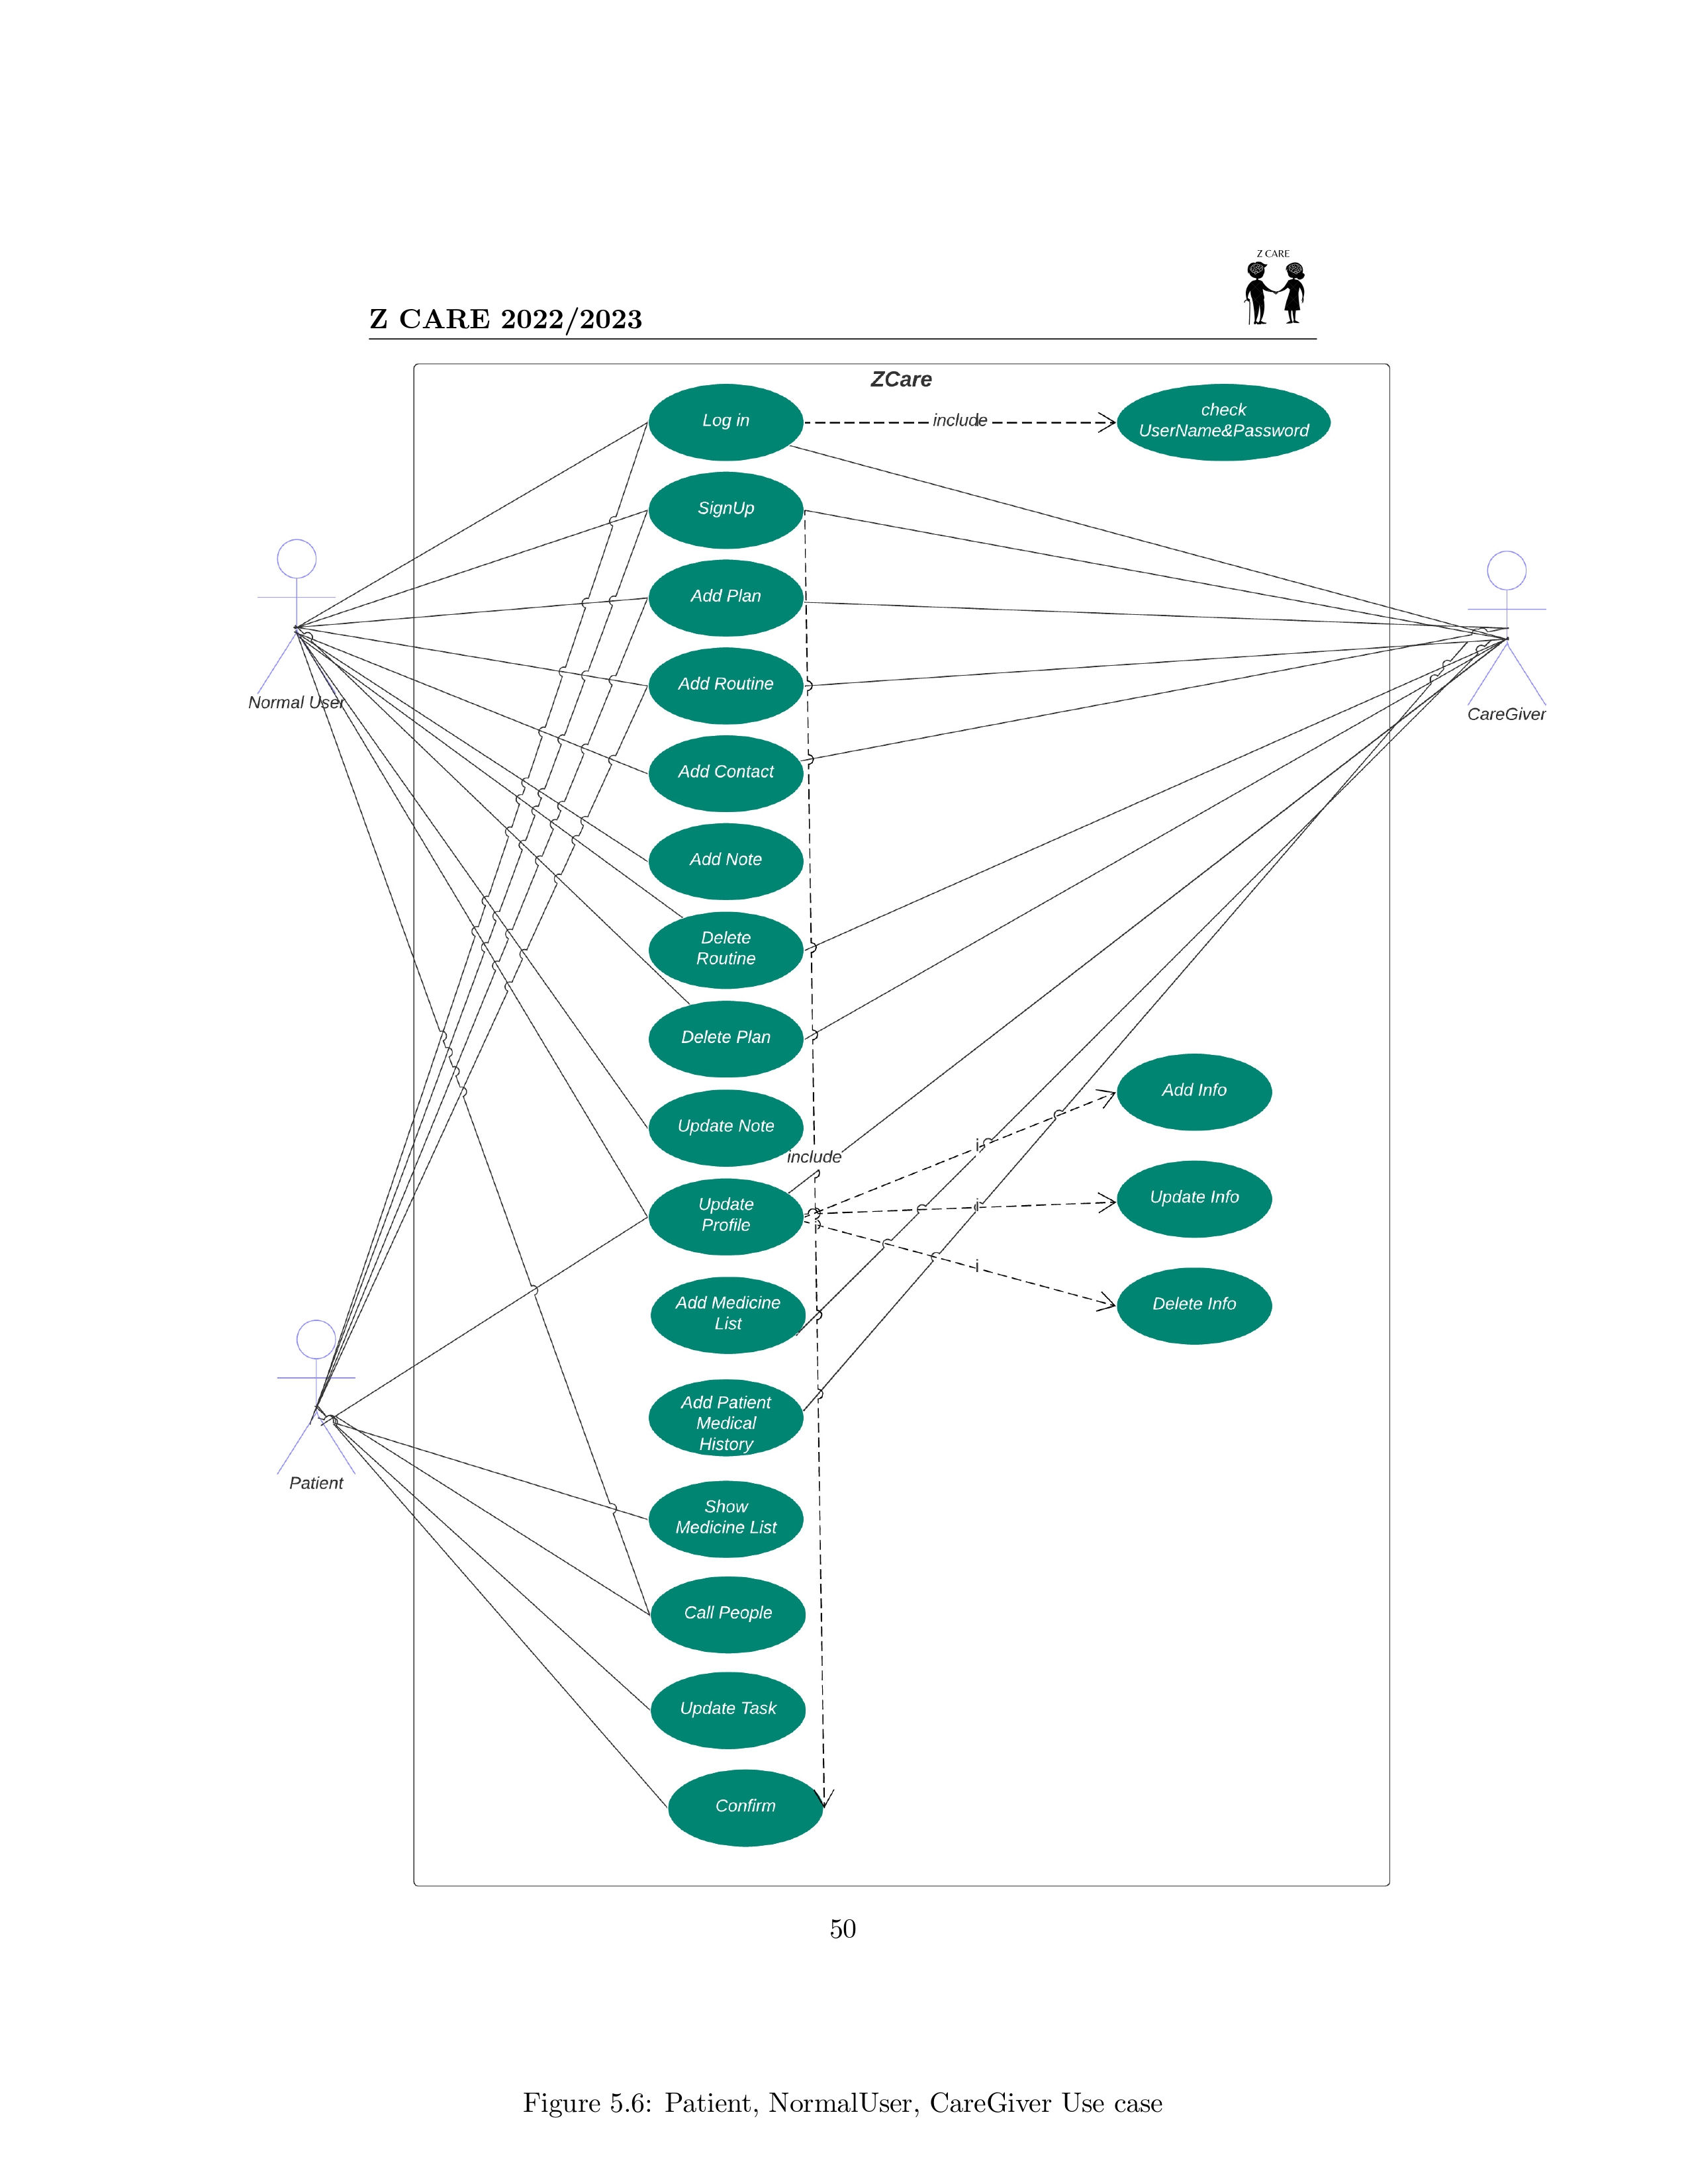 Z CARE
Z CARE 2022/2023
ZCare
Log in
include
check
UserName&Password
SignUp
Add Plan
Add Routine
Normal User
CareGiver
Add Contact
Add Note
Delete
Routine
Delete Plan
Add Info
Update Note
i
include
Update
Profile
i
Update Info
i
Add Medicine
List
Delete Info
Add Patient
Medical
History
Patient
Show
Medicine List
Call People
Update Task
Confirm
50
Figure 5.6: Patient, NormalUser, CareGiver Use case